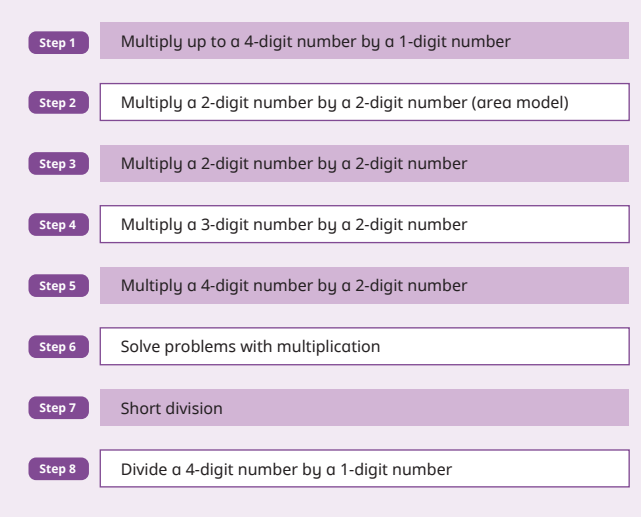 Step 1 Multiply up to a 4-digit number by a 1-digit number
Step 2 Multiply a 2-digit number by a 2-digit number (area model)
Step 3 Multiply a 2-digit number by a 2-digit number
Step 4 Multiply a 3-digit number by a 2-digit number
Step 5 Multiply a 4-digit number by a 2-digit number
Step 6 Solve problems with multiplication
Step 7 Short division
Step 8 Divide a 4-digit number by a 1-digit number